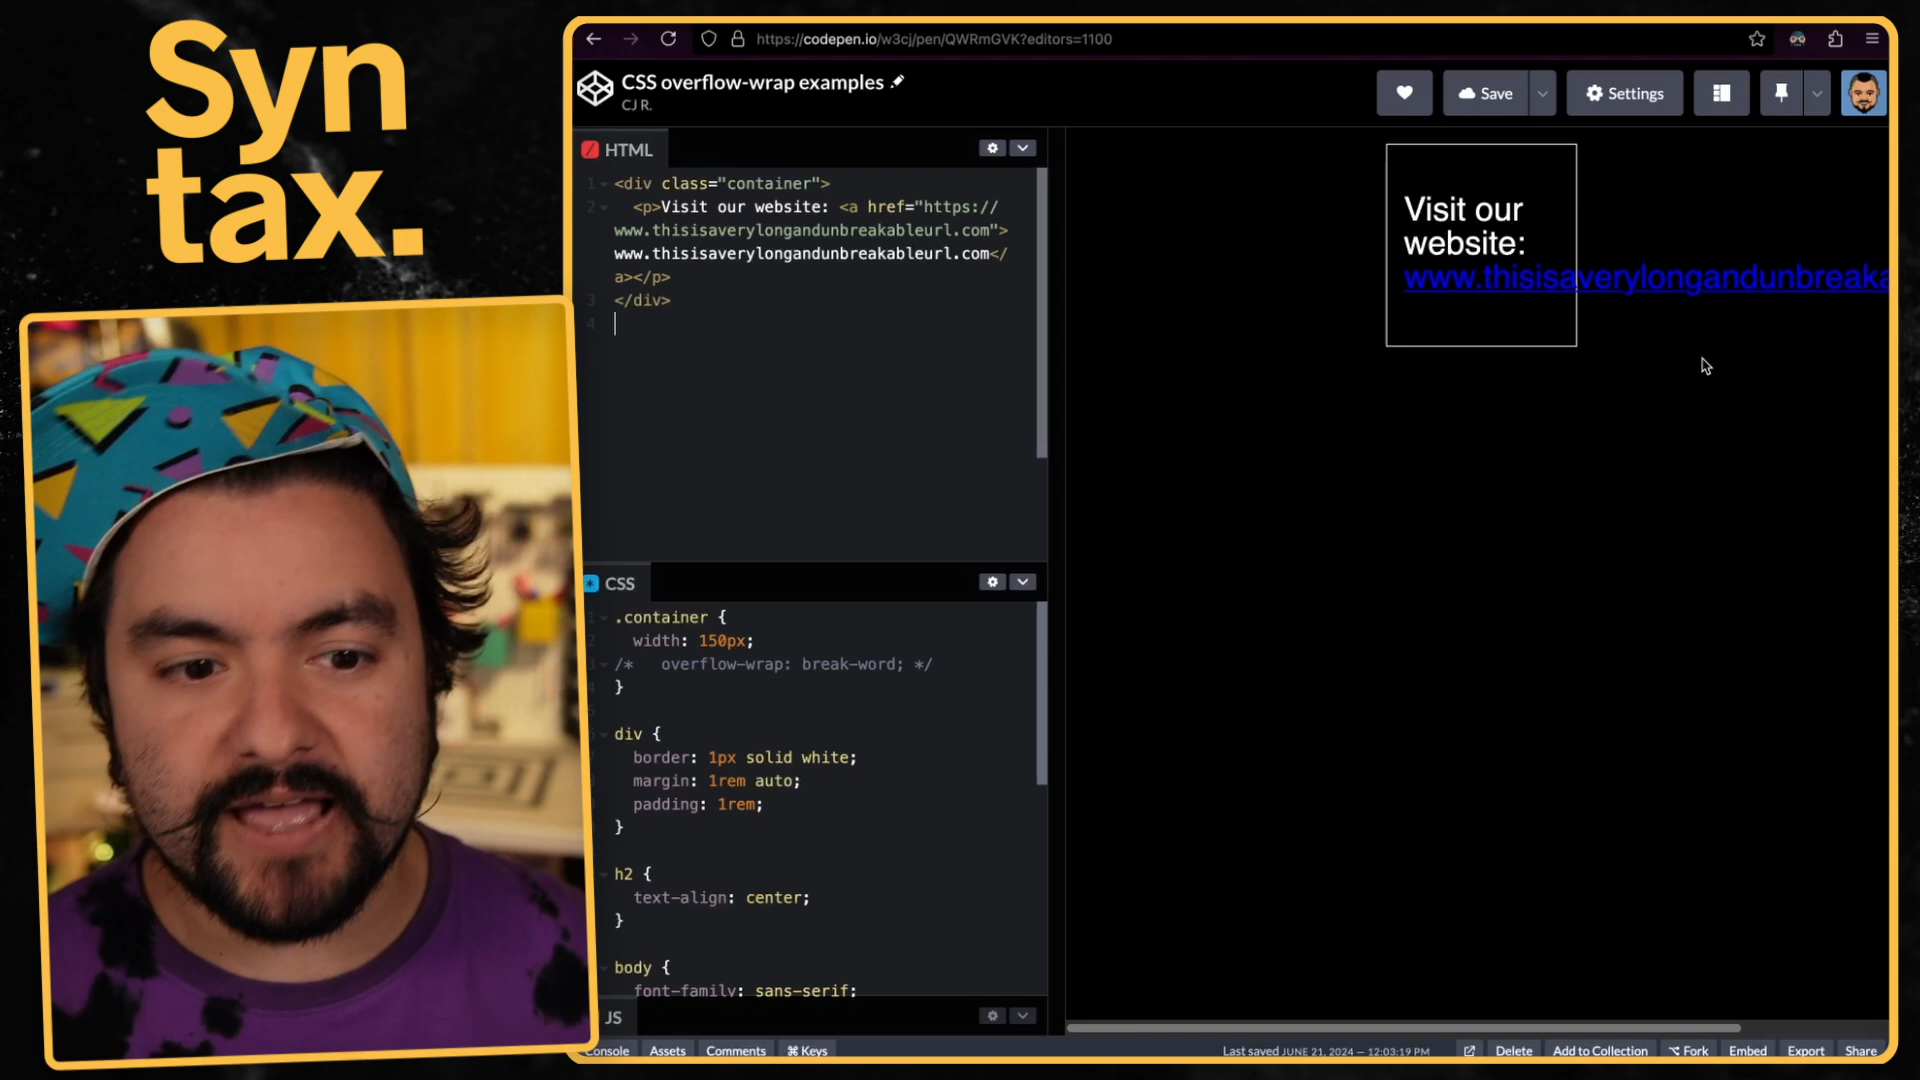 Syn
tax.
https://codepen.io/w3cj/pen/QWRmGVK?editors=1100
CSS overflow-wrap examples
CJ R.
Save
Settings
HTML
1 <div class="container">
2 <p>Visit our website: <a href="https://
www.thisisaverylongandunbreakableurl.com">
www.thisisaverylongandunbreakableurl.com</
a></p>
3 </div>
4
Visit our
website:
www.thisisaverylongandunbreaka
CSS
.container {
width: 150px;
/* overflow-wrap: break-word; */
}
div {
border: 1px solid white;
margin: 1rem auto;
padding: 1rem;
}
h2 {
text-align: center;
}
body {
font-family: sans-serif;
JS
Console Assets Comments ⌘ Keys Last saved JUNE 21, 2024 — 12:03:19 PM Delete Add to Collection Fork Embed Export Share